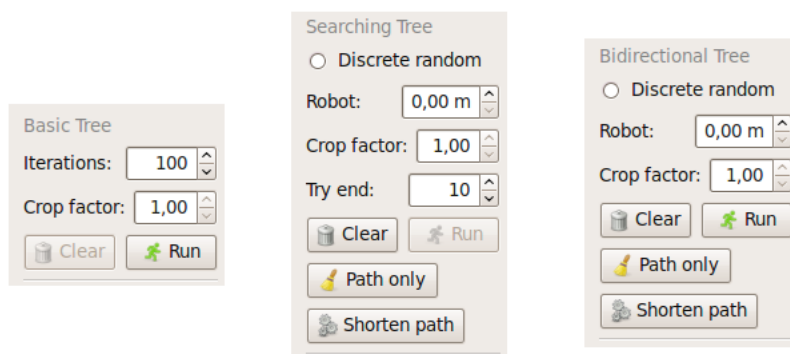 Basic Tree
Iterations: 100
Crop factor: 1,00
Clear Run
Searching Tree
Discrete random
Robot: 0,00 m
Crop factor: 1,00
Try end: 10
Clear Run
Path only
Shorten path
Bidirectional Tree
Discrete random
Robot: 0,00 m
Crop factor: 1,00
Clear Run
Path only
Shorten path